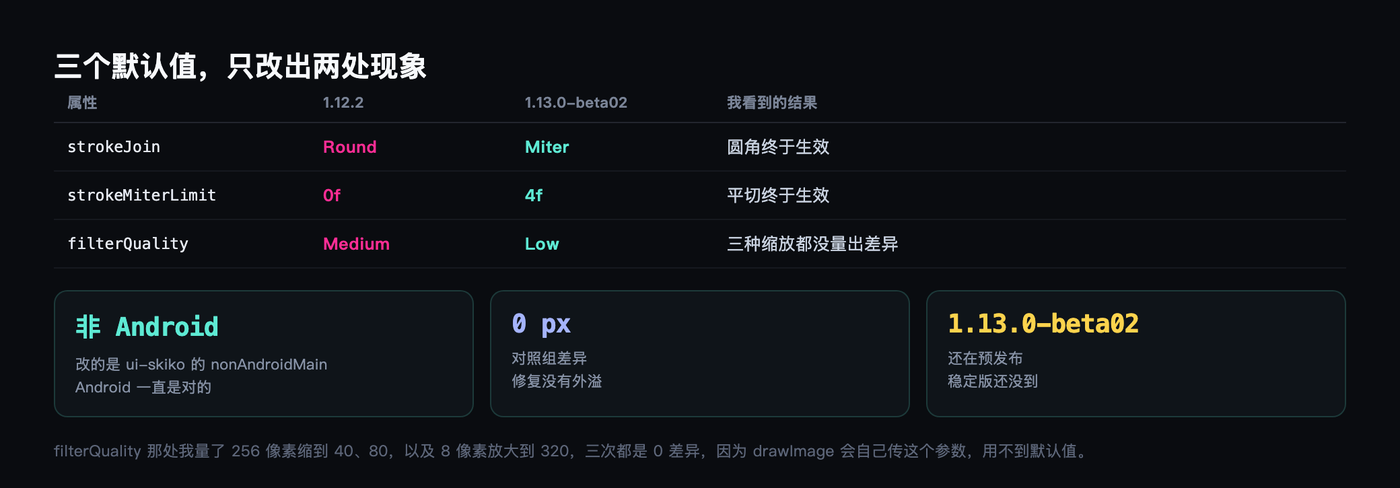 三个默认值，只改出两处现象
属性 1.12.2 1.13.0-beta02 我看到的结果
strokeJoin Round Miter 圆角终于生效
strokeMiterLimit 0f 4f 平切终于生效
filterQuality Medium Low 三种缩放都没量出差异
非 Android
改的是 ui-skiko 的 nonAndroidMain
Android 一直是对的
0 px
对照组差异
修复没有外溢
1.13.0-beta02
还在预发布
稳定版还没到
filterQuality 那处我量了 256 像素缩到 40、80，以及 8 像素放大到 320，三次都是 0 差异，因为 drawImage 会自己传这个参数，用不到默认值。